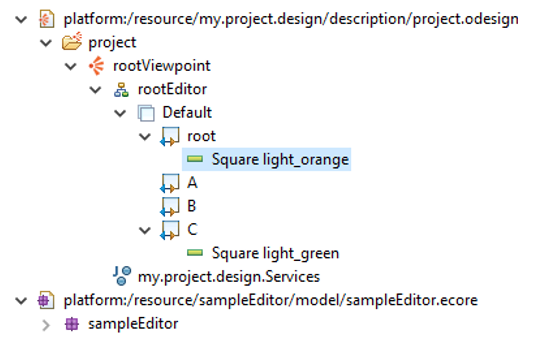 platform:/resource/my.project.design/description/project.odesign
project
rootViewpoint
rootEditor
Default
root
Square light_orange
A
B
C
Square light_green
my.project.design.Services
platform:/resource/sampleEditor/model/sampleEditor.ecore
sampleEditor